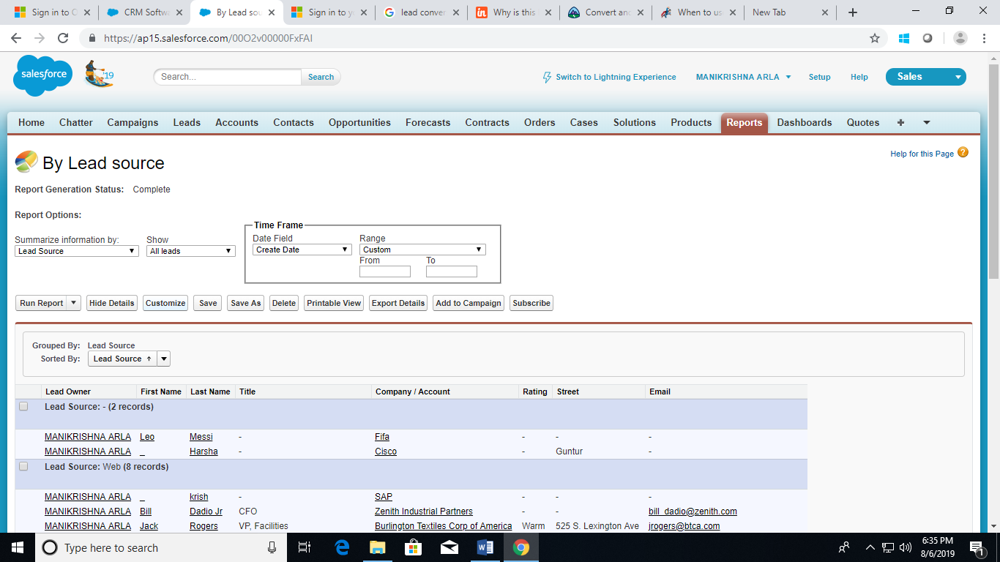 Sign in to C
CRM Softwa
By Lead sou
Sign in to yo
lead conver
Why is this
Convert and
When to us
New Tab
https://ap15.salesforce.com/00O2v00000FxFAI
salesforce '19 Search... Search Switch to Lightning Experience MANIKRISHNA ARLA Setup Help Sales
Home Chatter Campaigns Leads Accounts Contacts Opportunities Forecasts Contracts Orders Cases Solutions Products Reports Dashboards Quotes +
By Lead source
Help for this Page ?
Report Generation Status: Complete
Report Options:
Summarize information by: Show
Lead Source All leads
Time Frame
Date Field Range
Create Date Custom
From To
Run Report Hide Details Customize Save Save As Delete Printable View Export Details Add to Campaign Subscribe
Grouped By: Lead Source
Sorted By: Lead Source ↑
Lead Owner First Name Last Name Title Company / Account Rating Street Email
Lead Source: - (2 records)
MANIKRISHNA ARLA Leo Messi - Fifa - - -
MANIKRISHNA ARLA _ Harsha - Cisco - Guntur -
Lead Source: Web (8 records)
MANIKRISHNA ARLA _ krish - SAP - - -
MANIKRISHNA ARLA Bill Dadio Jr CFO Zenith Industrial Partners - - bill_dadio@zenith.com
MANIKRISHNA ARLA Jack Rogers VP, Facilities Burlington Textiles Corp of America Warm 525 S. Lexington Ave jrogers@btca.com
Type here to search
6:35 PM
8/6/2019
1